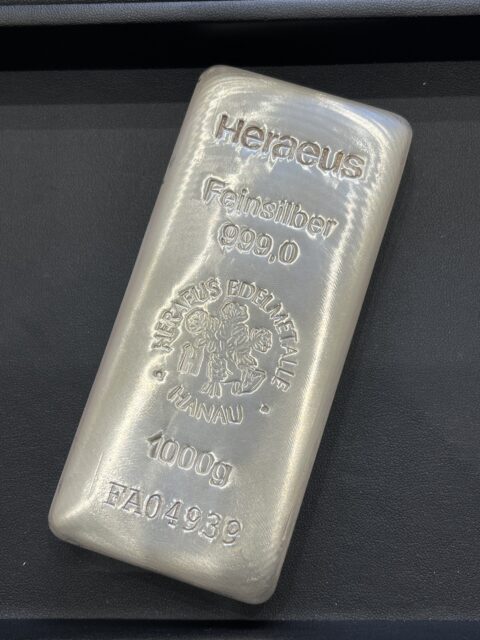 Heraeus
Feinsilber
999,0
HERAEUS EDELMETALLE
HANAU
1000g
FA04939